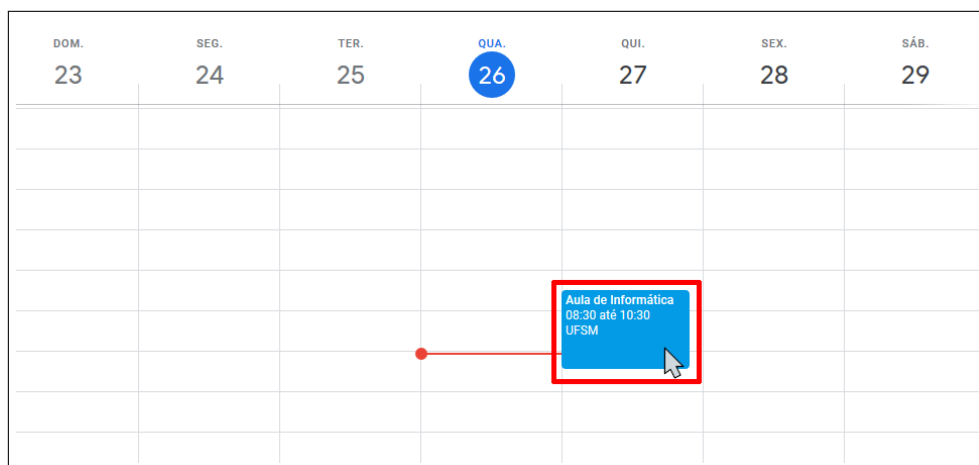 DOM. SEG. TER. QUA. QUI. SEX. SÁB.
23 24 25 26 27 28 29
Aula de Informática
08:30 até 10:30
UFSM